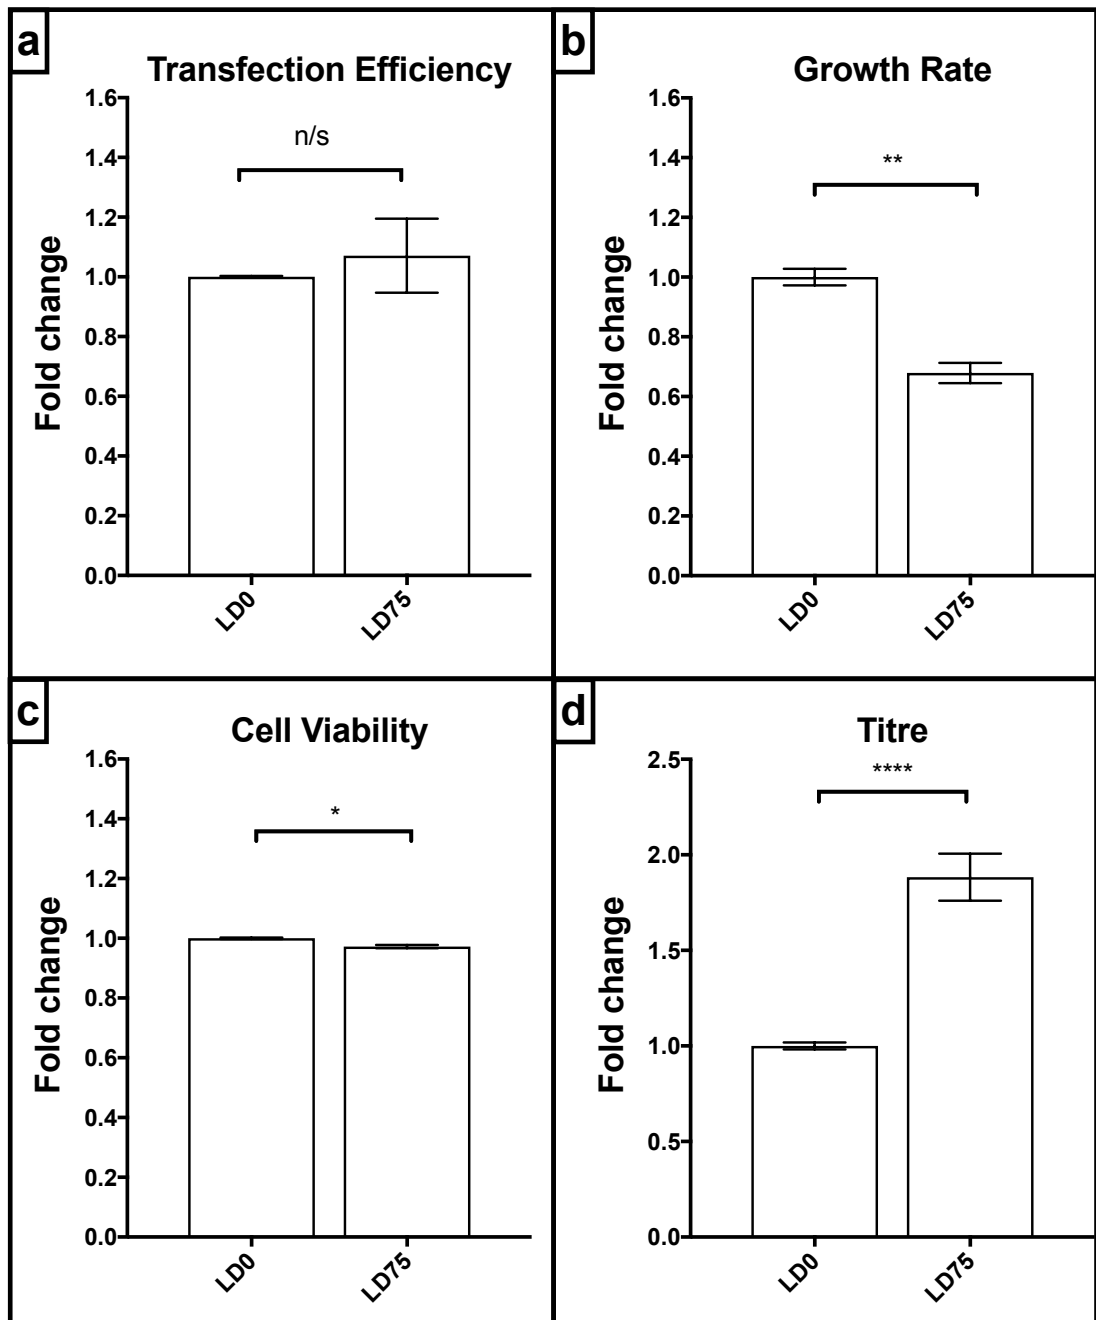 a
Transfection Efficiency
1.6
1.4
1.2
1.0
0.8
0.6
0.4
0.2
0.0
Fold change
n/s
LD0
LD75
b
Growth Rate
1.6
1.4
1.2
1.0
0.8
0.6
0.4
0.2
0.0
Fold change
**
LD0
LD75
c
Cell Viability
1.6
1.4
1.2
1.0
0.8
0.6
0.4
0.2
0.0
Fold change
*
LD0
LD75
d
Titre
2.5
2.0
1.5
1.0
0.5
0.0
Fold change
****
LD0
LD75